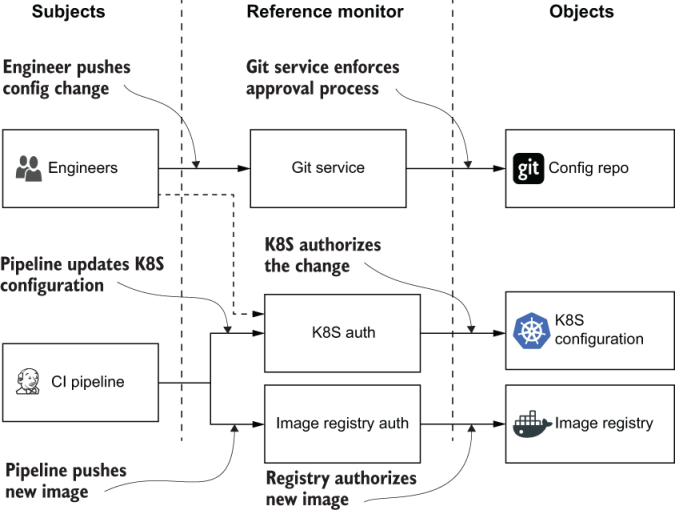 Subjects
Reference monitor
Objects
Engineer pushes
config change
Git service enforces
approval process
Engineers
Git service
git
Config repo
Pipeline updates K8S
configuration
K8S authorizes
the change
K8S auth
K8S
configuration
CI pipeline
Image registry auth
Image registry
Pipeline pushes
new image
Registry authorizes
new image